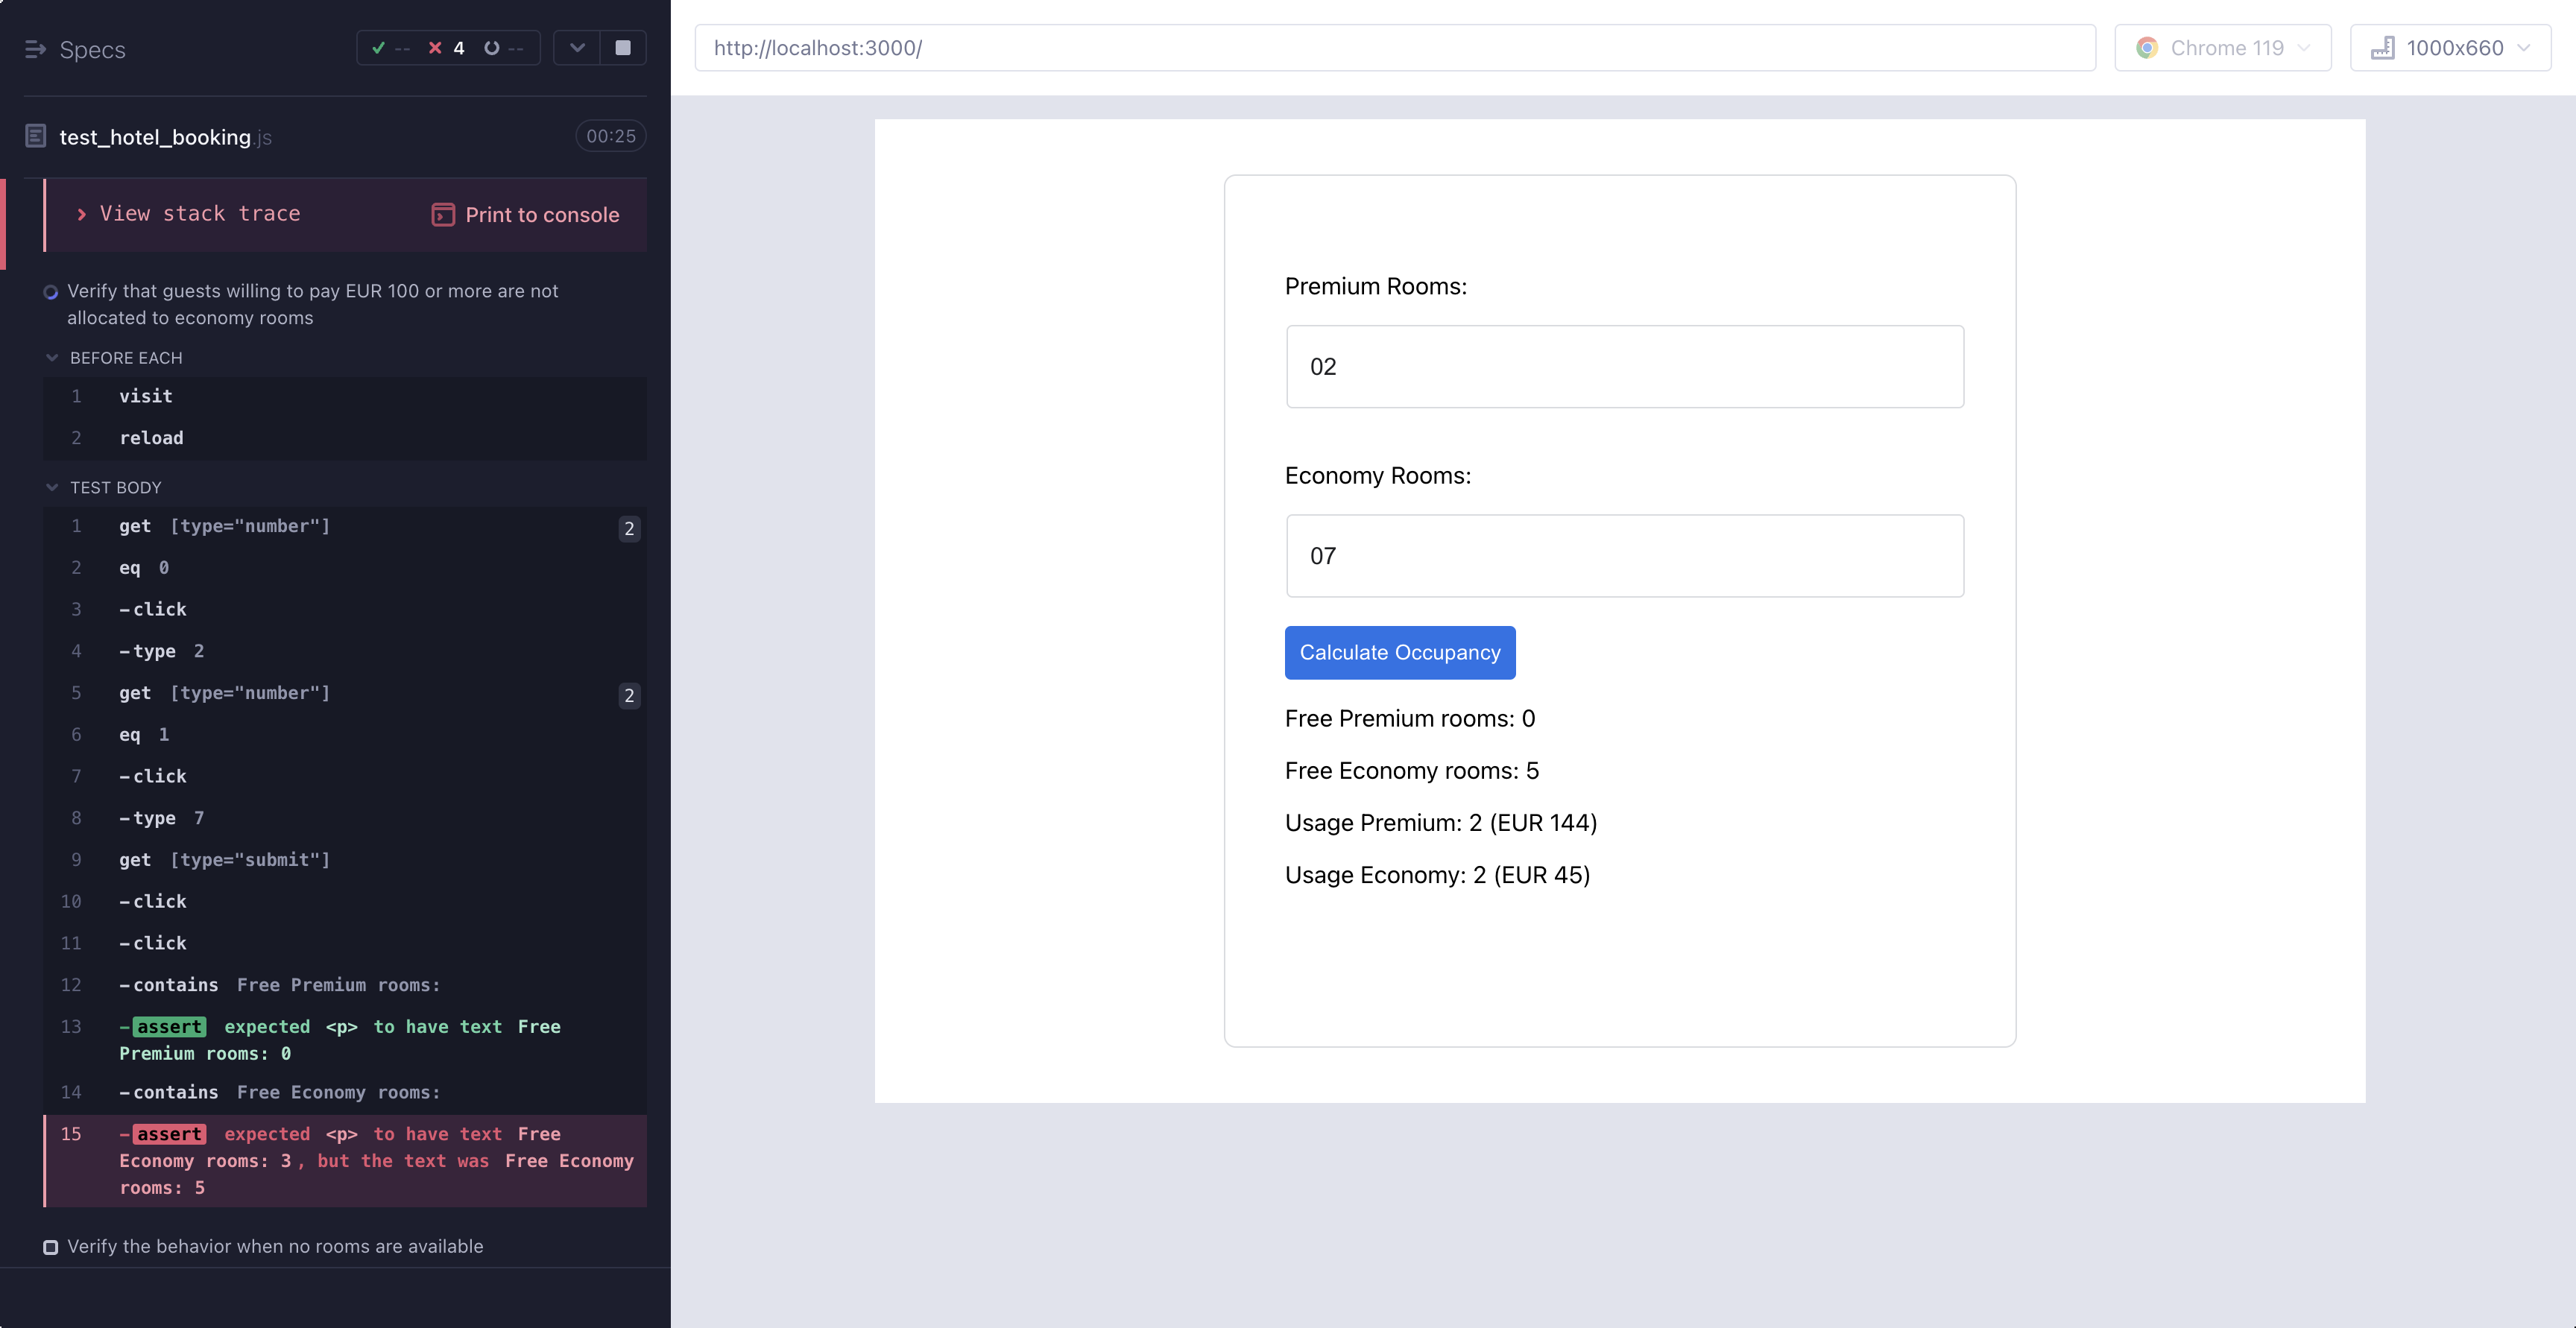 Specs
-- 4 --
test_hotel_booking.js 00:25
View stack trace Print to console
Verify that guests willing to pay EUR 100 or more are not
allocated to economy rooms
BEFORE EACH
1 visit
2 reload
TEST BODY
1 get [type="number"] 2
2 eq 0
3 -click
4 -type 2
5 get [type="number"] 2
6 eq 1
7 -click
8 -type 7
9 get [type="submit"]
10 -click
11 -click
12 -contains Free Premium rooms:
13 -assert expected <p> to have text Free
Premium rooms: 0
14 -contains Free Economy rooms:
15 -assert expected <p> to have text Free
Economy rooms: 3, but the text was Free Economy
rooms: 5
Verify the behavior when no rooms are available
http://localhost:3000/
Chrome 119
1000x660
Premium Rooms:
02
Economy Rooms:
07
Calculate Occupancy
Free Premium rooms: 0
Free Economy rooms: 5
Usage Premium: 2 (EUR 144)
Usage Economy: 2 (EUR 45)